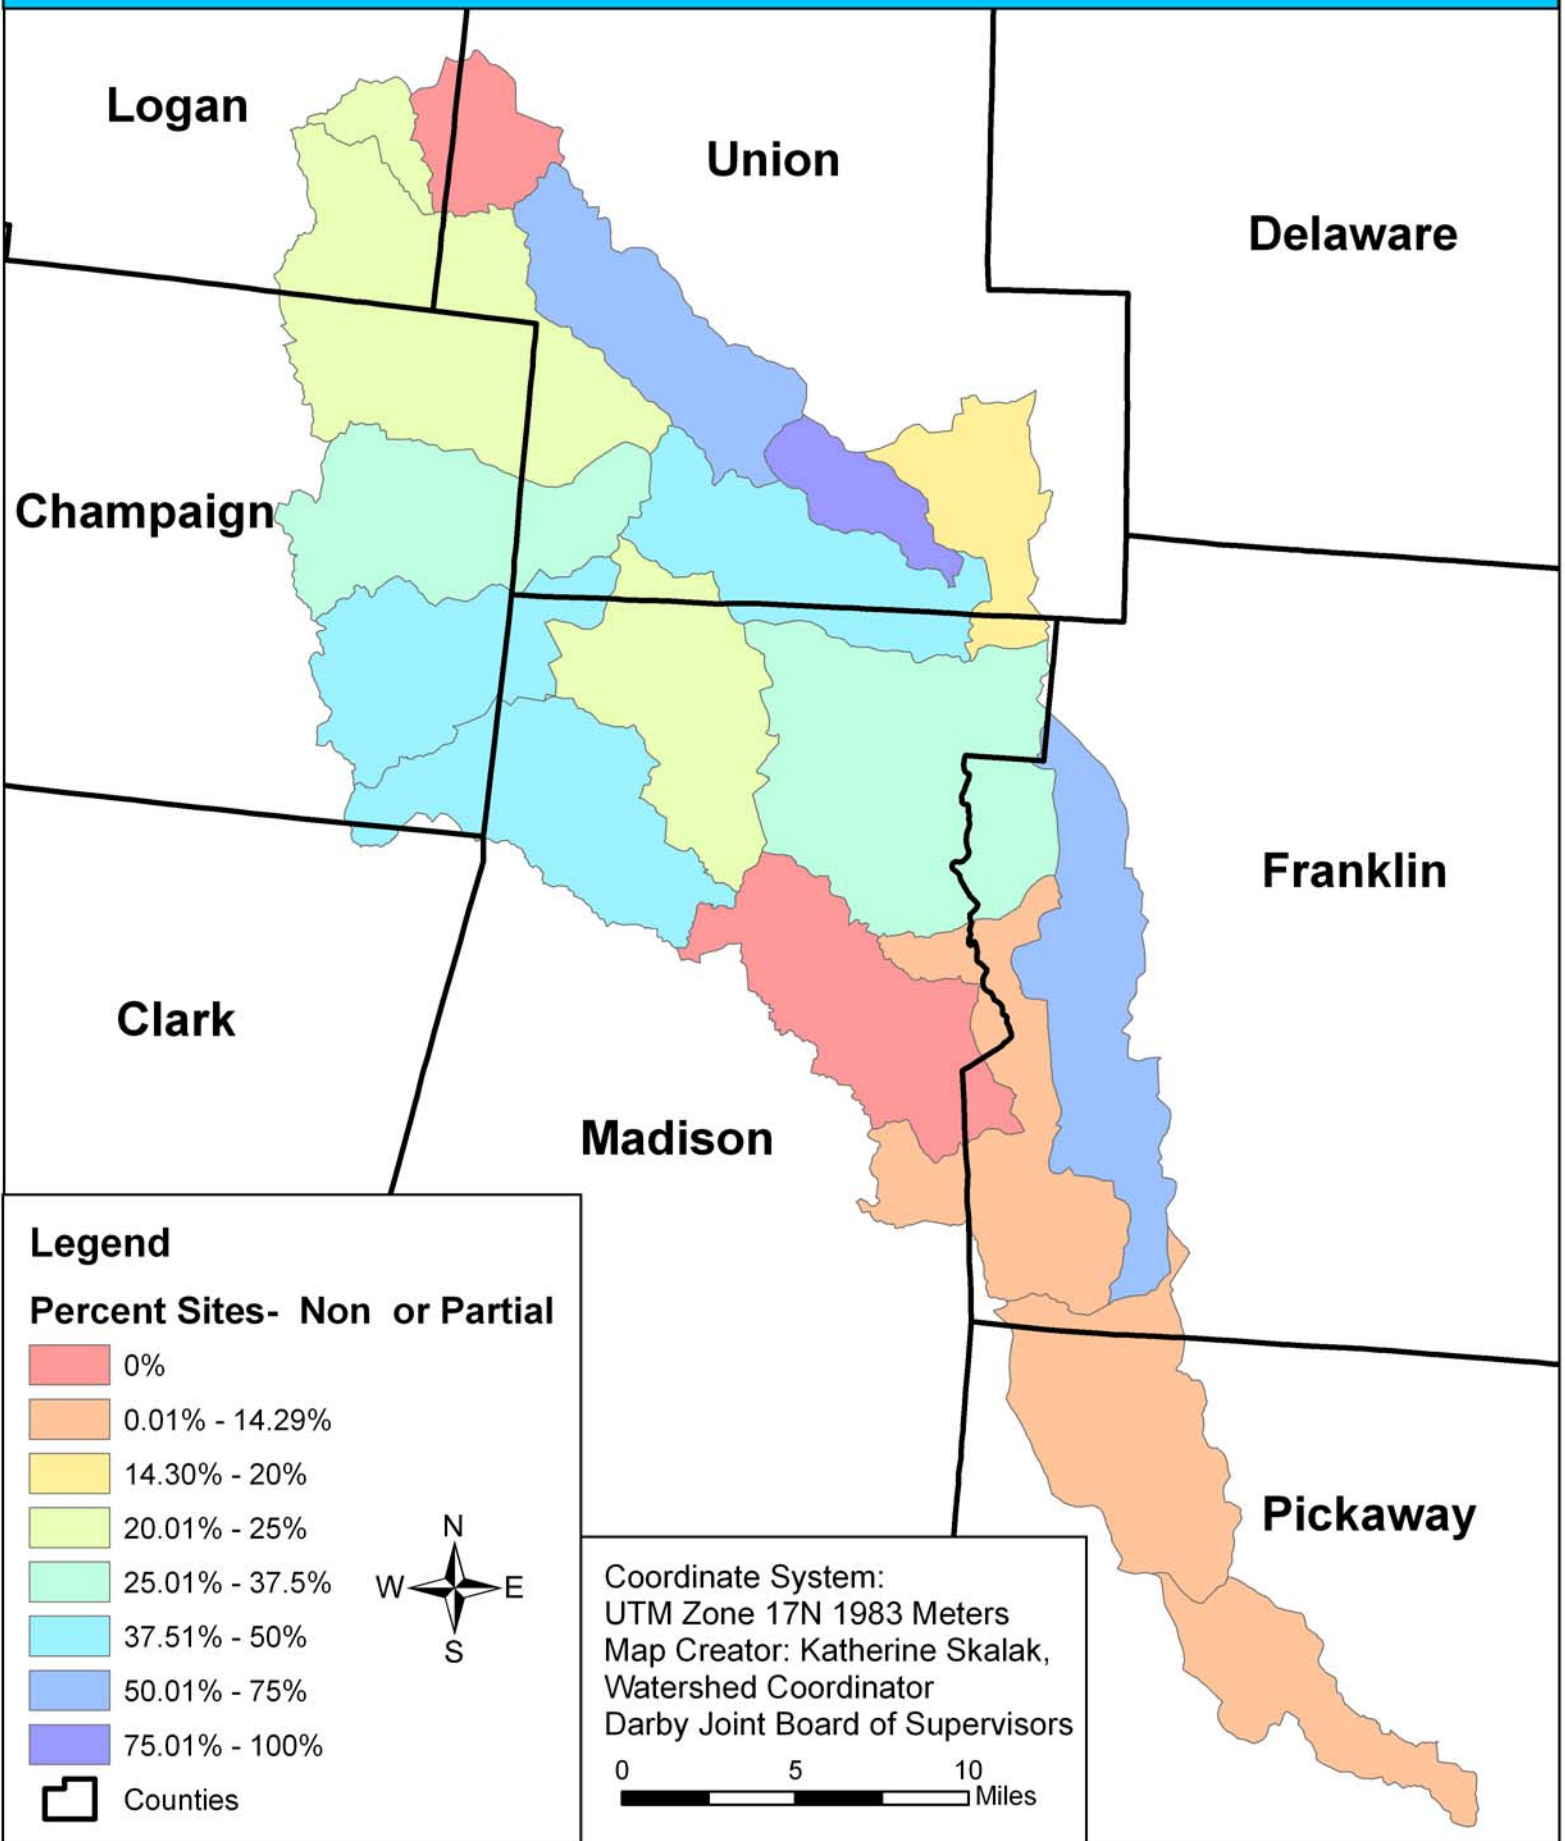 Logan
Union
Delaware
Champaign
Franklin
Clark
Madison
Pickaway
Legend
Percent Sites-  Non  or Partial
0%
0.01% - 14.29%
14.30% - 20%
20.01% - 25%
25.01% - 37.5%
37.51% - 50%
50.01% - 75%
75.01% - 100%
Counties
N
W E
S
Coordinate System:
UTM Zone 17N 1983 Meters
Map Creator: Katherine Skalak,
Watershed Coordinator
Darby Joint Board of Supervisors
0 5 10
Miles